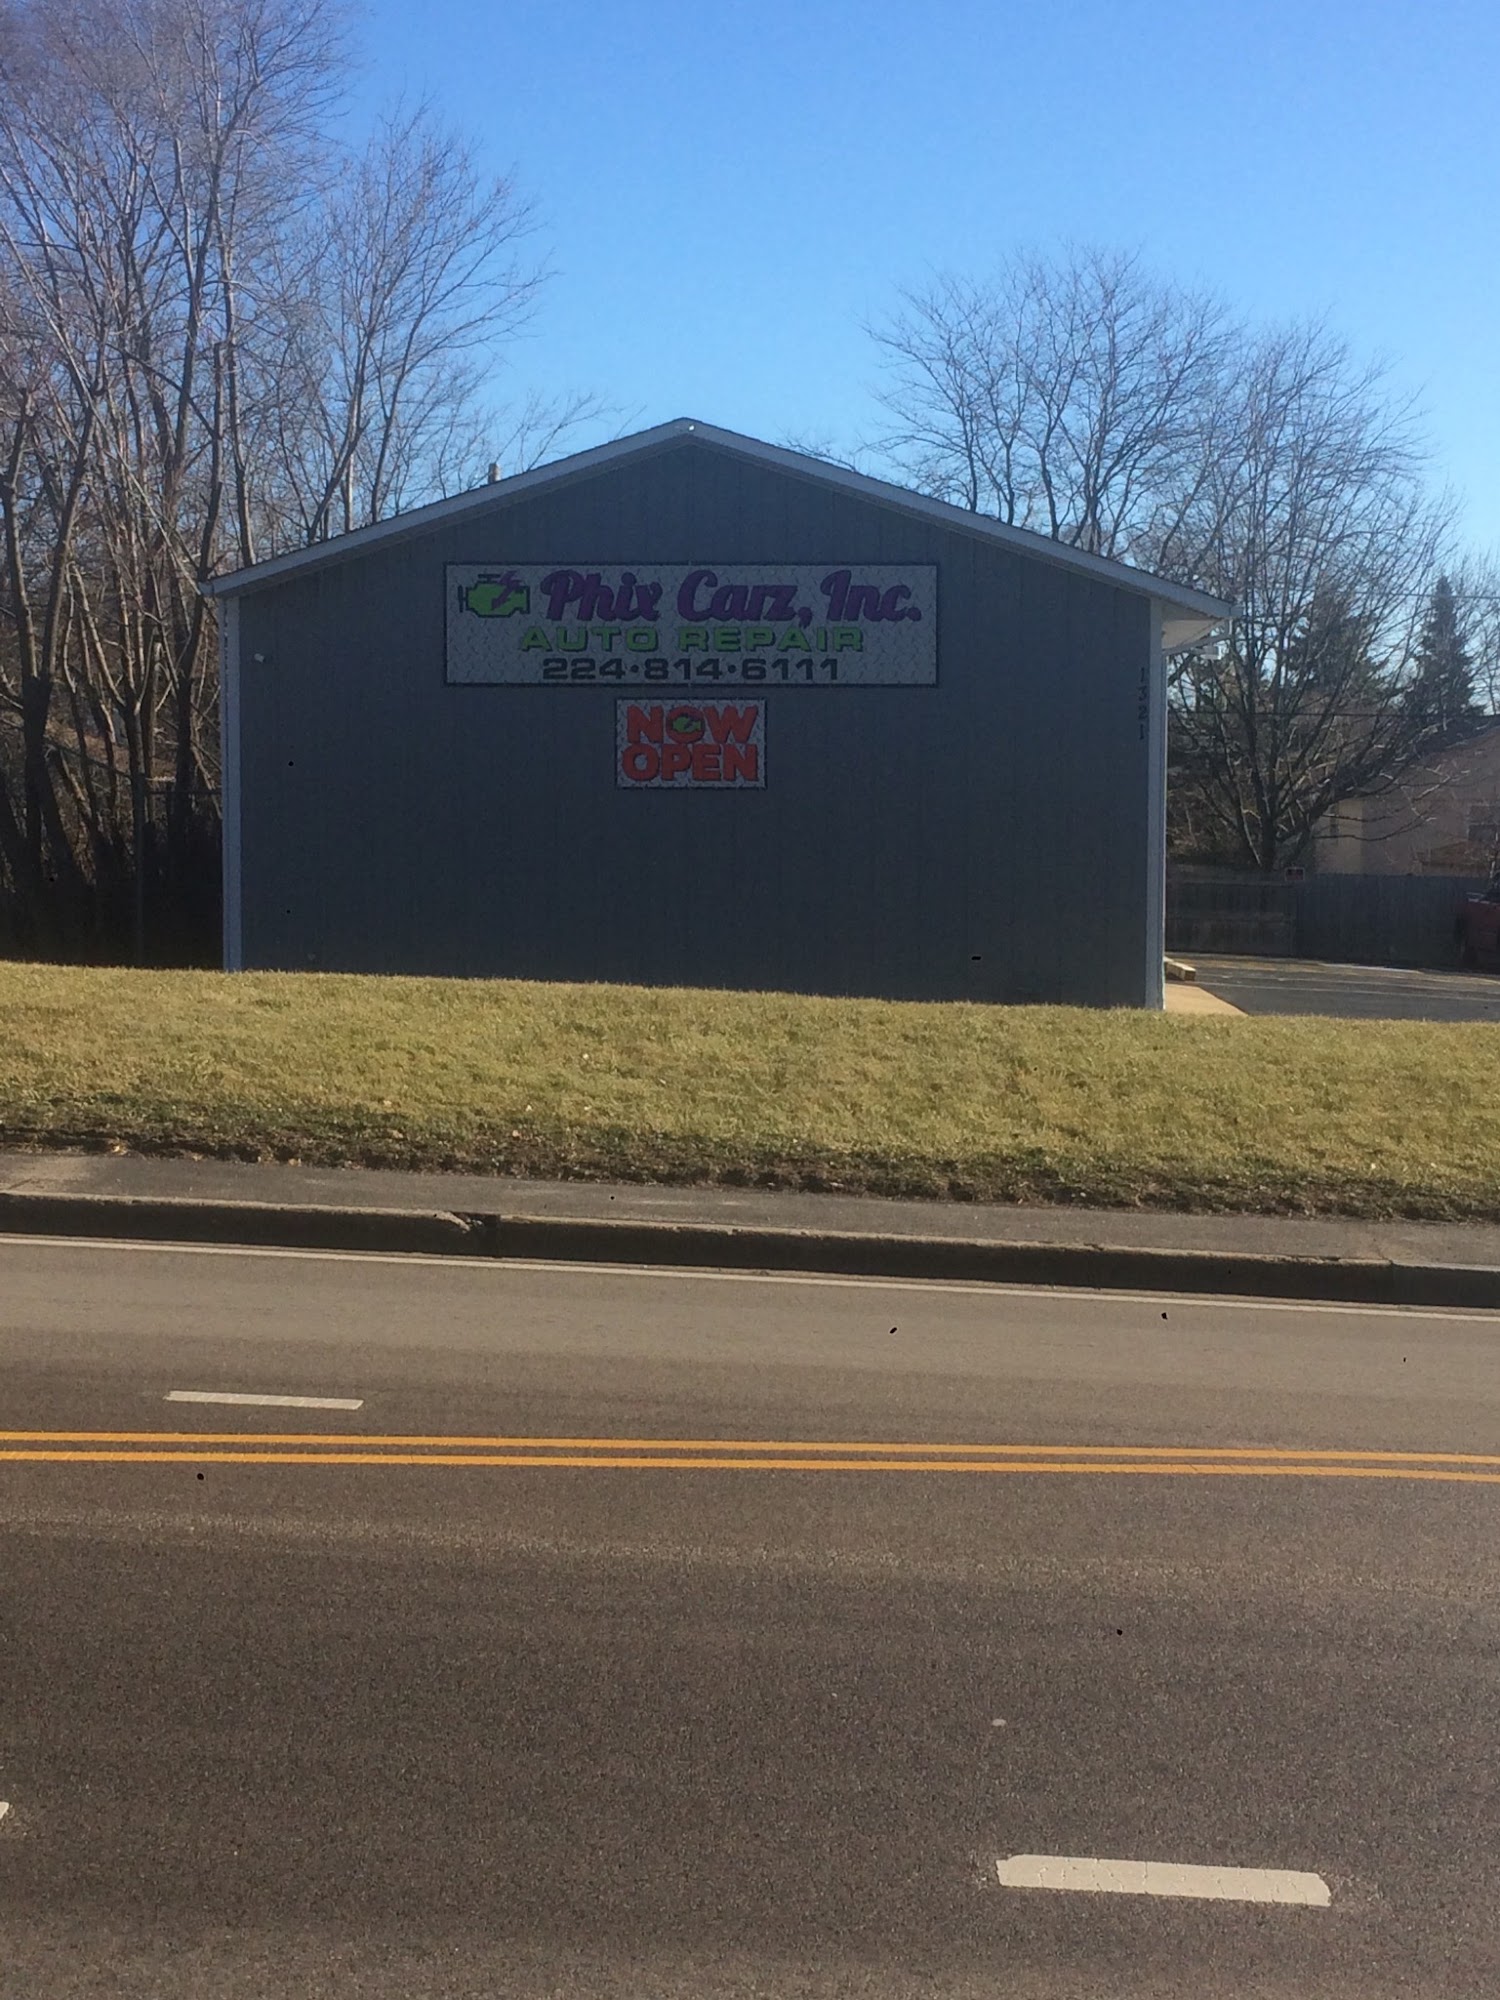 Phix Carz, Inc.
AUTO REPAIR
224•814•6111
NOW
OPEN
1321